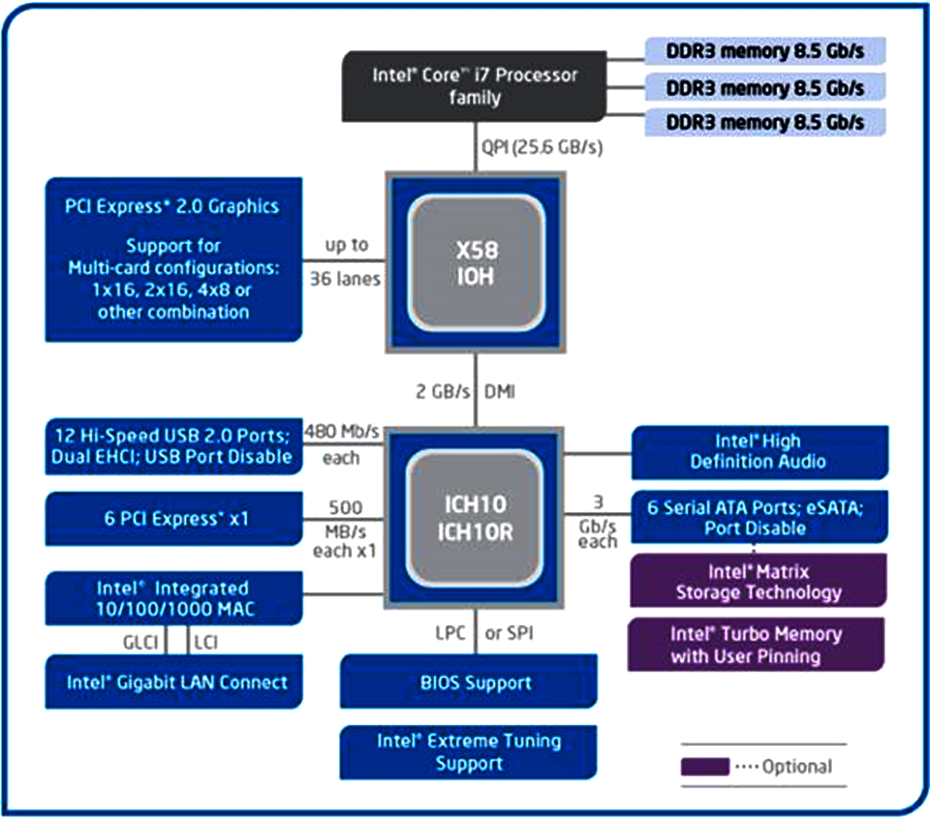 DDR3 memory 8.5 Gb/s
Intel® Core™ i7 Processor
family
DDR3 memory 8.5 Gb/s
DDR3 memory 8.5 Gb/s
QPI (25.6 GB/s)
PCI Express* 2.0 Graphics
Support for
Multi-card configurations:
1x16, 2x16, 4x8 or
other combination
up to
36 lanes
X58
IOH
2 GB/s
DMI
12 Hi-Speed USB 2.0 Ports;
Dual EHCI; USB Port Disable
480 Mb/s
each
Intel® High
Definition Audio
6 PCI Express* x1
500
MB/s
each x1
ICH10
ICH10R
3
Gb/s
each
6 Serial ATA Ports; eSATA;
Port Disable
Intel® Matrix
Storage Technology
Intel® Integrated
10/100/1000 MAC
GLCI
LCI
LPC
or SPI
Intel® Turbo Memory
with User Pinning
Intel® Gigabit LAN Connect
BIOS Support
Intel® Extreme Tuning
Support
Optional